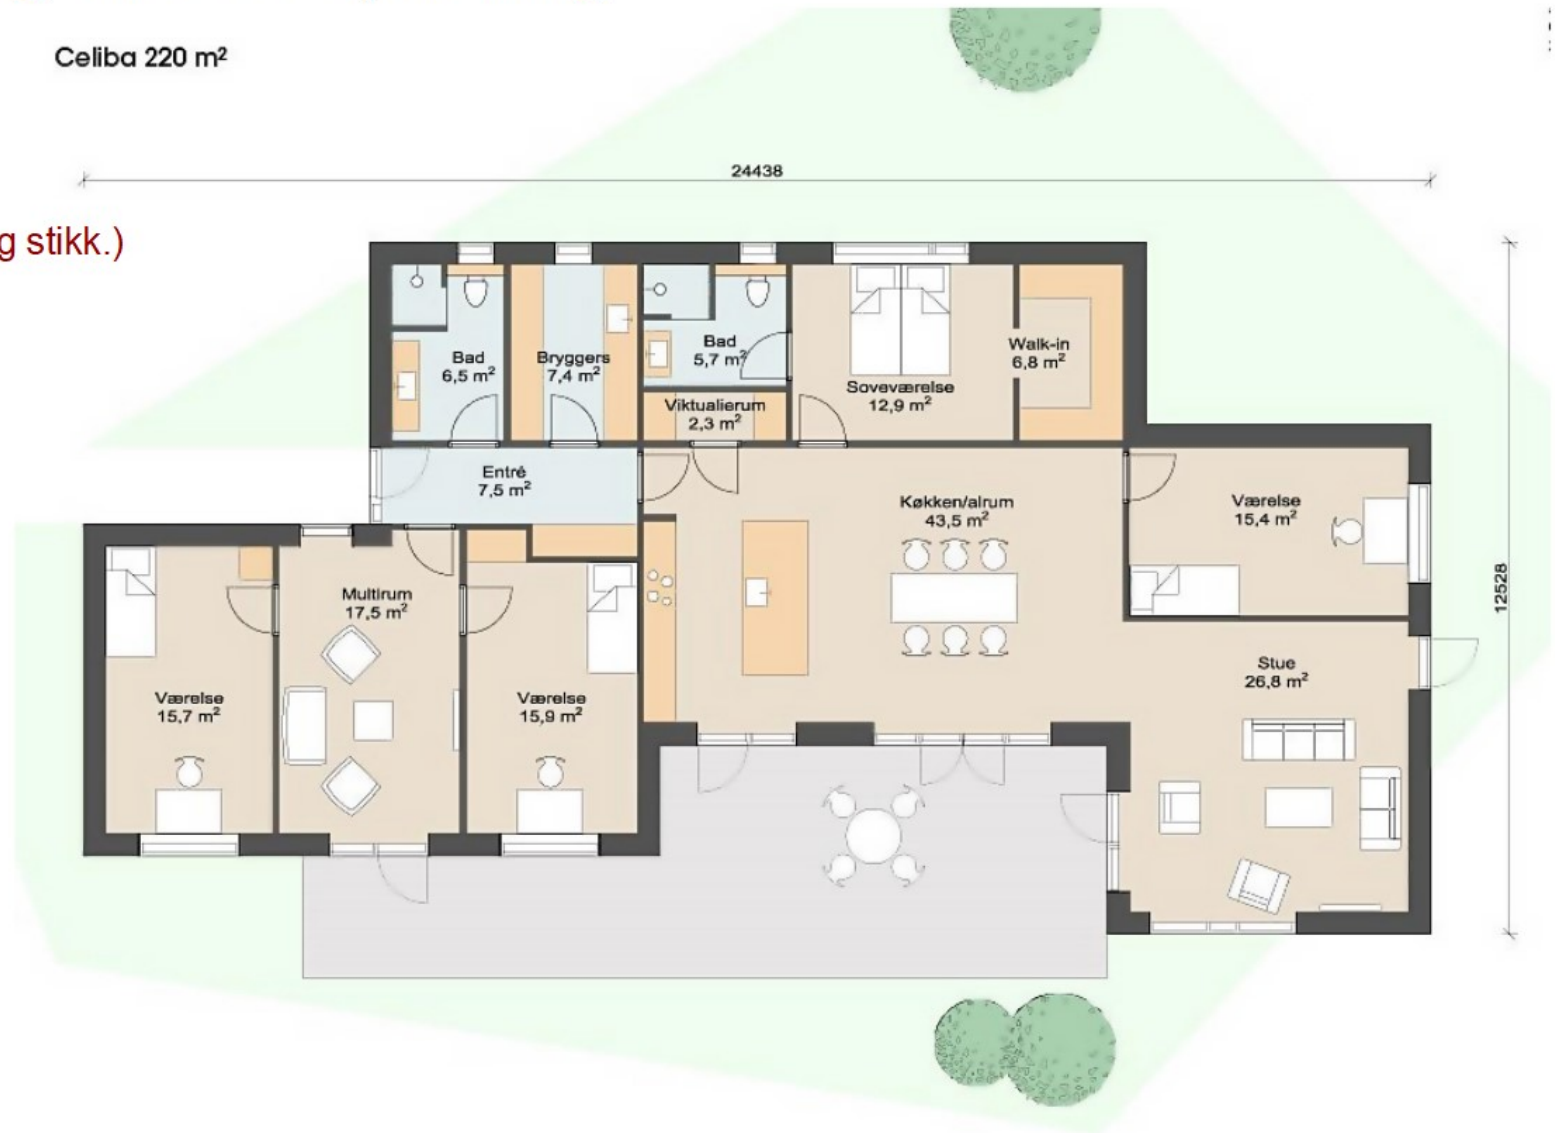 Celiba 220 m²
24438
g stikk.)
Bad
6,5 m²
Bryggers
7,4 m²
Bad
5,7 m²
Viktualierum
2,3 m²
Soveværelse
12,9 m²
Walk-in
6,8 m²
Entré
7,5 m²
Køkken/alrum
43,5 m²
Værelse
15,4 m²
12528
Multirum
17,5 m²
Værelse
15,7 m²
Værelse
15,9 m²
Stue
26,8 m²